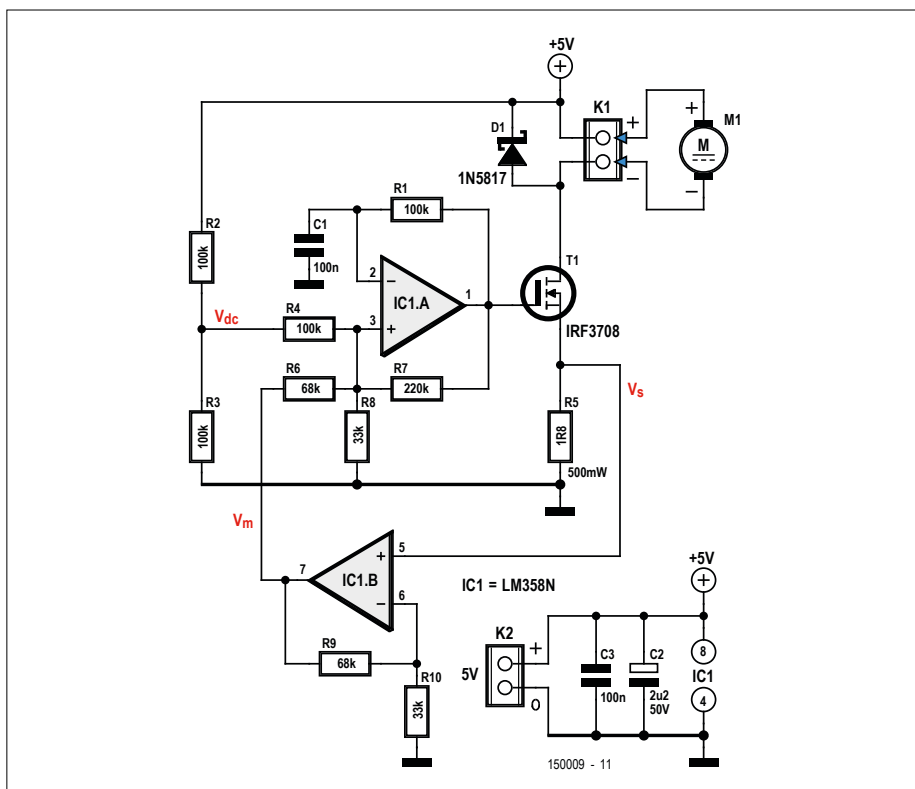 +5V
K1
+
+
M1
D1
M
1N5817
−
−
R1
100k
C1
100n
R2
100k
T1
2
−
IC1.A
1
3
+
Vdc
R4
100k
IRF3708
R6
68k
R7
220k
Vs
R3
100k
R8
33k
R5
1R8
500mW
Vm
7
IC1.B
+
5
−
6
IC1 = LM358N
+5V
R9
68k
K2
+
5V
0
R10
33k
C3
100n
C2
2u2
50V
8
IC1
4
150009 - 11